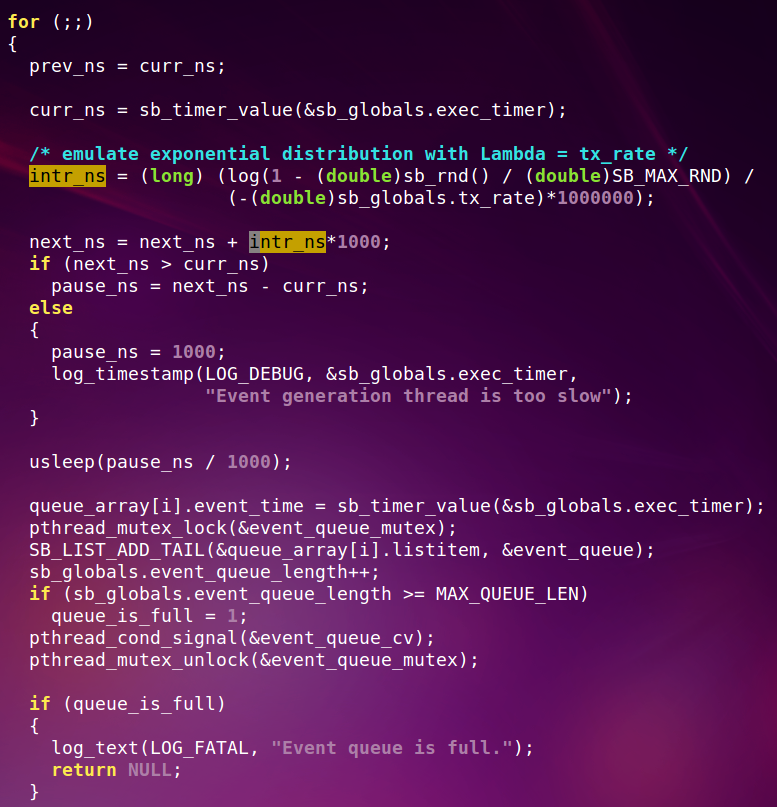 for (;;)
{
  prev_ns = curr_ns;

  curr_ns = sb_timer_value(&sb_globals.exec_timer);

  /* emulate exponential distribution with Lambda = tx_rate */
  intr_ns = (long) (log(1 - (double)sb_rnd() / (double)SB_MAX_RND) /
                    (-(double)sb_globals.tx_rate)*1000000);

  next_ns = next_ns + intr_ns*1000;
  if (next_ns > curr_ns)
    pause_ns = next_ns - curr_ns;
  else
  {
    pause_ns = 1000;
    log_timestamp(LOG_DEBUG, &sb_globals.exec_timer,
                  "Event generation thread is too slow");
  }

  usleep(pause_ns / 1000);

  queue_array[i].event_time = sb_timer_value(&sb_globals.exec_timer);
  pthread_mutex_lock(&event_queue_mutex);
  SB_LIST_ADD_TAIL(&queue_array[i].listitem, &event_queue);
  sb_globals.event_queue_length++;
  if (sb_globals.event_queue_length >= MAX_QUEUE_LEN)
    queue_is_full = 1;
  pthread_cond_signal(&event_queue_cv);
  pthread_mutex_unlock(&event_queue_mutex);

  if (queue_is_full)
  {
    log_text(LOG_FATAL, "Event queue is full.");
    return NULL;
  }